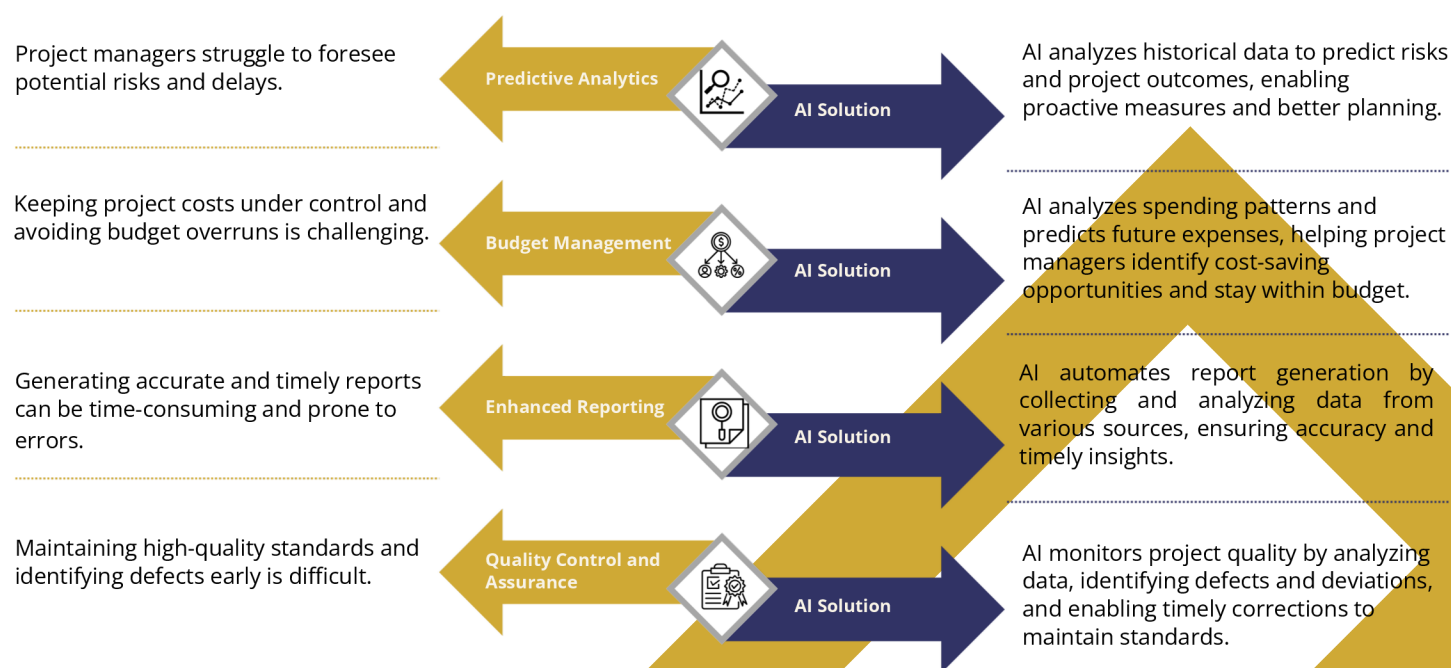 Project managers struggle to foresee
potential risks and delays.
Predictive Analytics
AI Solution
AI analyzes historical data to predict risks
and project outcomes, enabling
proactive measures and better planning.
Keeping project costs under control and
avoiding budget overruns is challenging.
Budget Management
AI Solution
AI analyzes spending patterns and
predicts future expenses, helping project
managers identify cost-saving
opportunities and stay within budget.
Generating accurate and timely reports
can be time-consuming and prone to
errors.
Enhanced Reporting
AI Solution
AI automates report generation by
collecting and analyzing data from
various sources, ensuring accuracy and
timely insights.
Maintaining high-quality standards and
identifying defects early is difficult.
Quality Control and
Assurance
AI Solution
AI monitors project quality by analyzing
data, identifying defects and deviations,
and enabling timely corrections to
maintain standards.